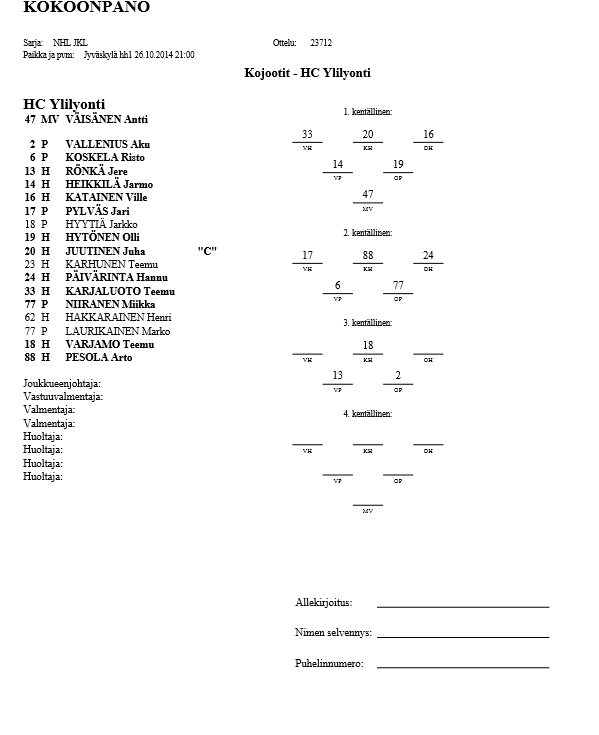 KOKOONPANO
Sarja: NHL JKL Ottelu: 23712
Paikka ja pvm: Jyväskylä hh1 26.10.2014 21:00
Kojootit - HC Ylilyonti
HC Ylilyonti
47 MV VÄISÄNEN Antti
2 P VALLENIUS Aku
6 P KOSKELA Risto
13 H RÖNKÄ Jere
14 H HEIKKILÄ Jarmo
16 H KATAINEN Ville
17 P PYLVÄS Jari
18 P HYYTIÄ Jarkko
19 H HYTÖNEN Olli
20 H JUUTINEN Juha "C"
23 H KARHUNEN Teemu
24 H PÄIVÄRINTA Hannu
33 H KARJALUOTO Teemu
77 P NIIRANEN Miikka
62 H HAKKARAINEN Henri
77 P LAURIKAINEN Marko
18 H VARJAMO Teemu
88 H PESOLA Arto
Joukkueenjohtaja:
Vastuuvalmentaja:
Valmentaja:
Valmentaja:
Huoltaja:
Huoltaja:
Huoltaja:
Huoltaja:
1. kentällinen:
33 20 16
VH KH OH
14 19
VP OP
47
MV
2. kentällinen:
17 88 24
VH KH OH
6 77
VP OP
3. kentällinen:
18
VH KH OH
13 2
VP OP
4. kentällinen:
VH KH OH
VP OP
MV
Allekirjoitus:
Nimen selvennys:
Puhelinnumero: